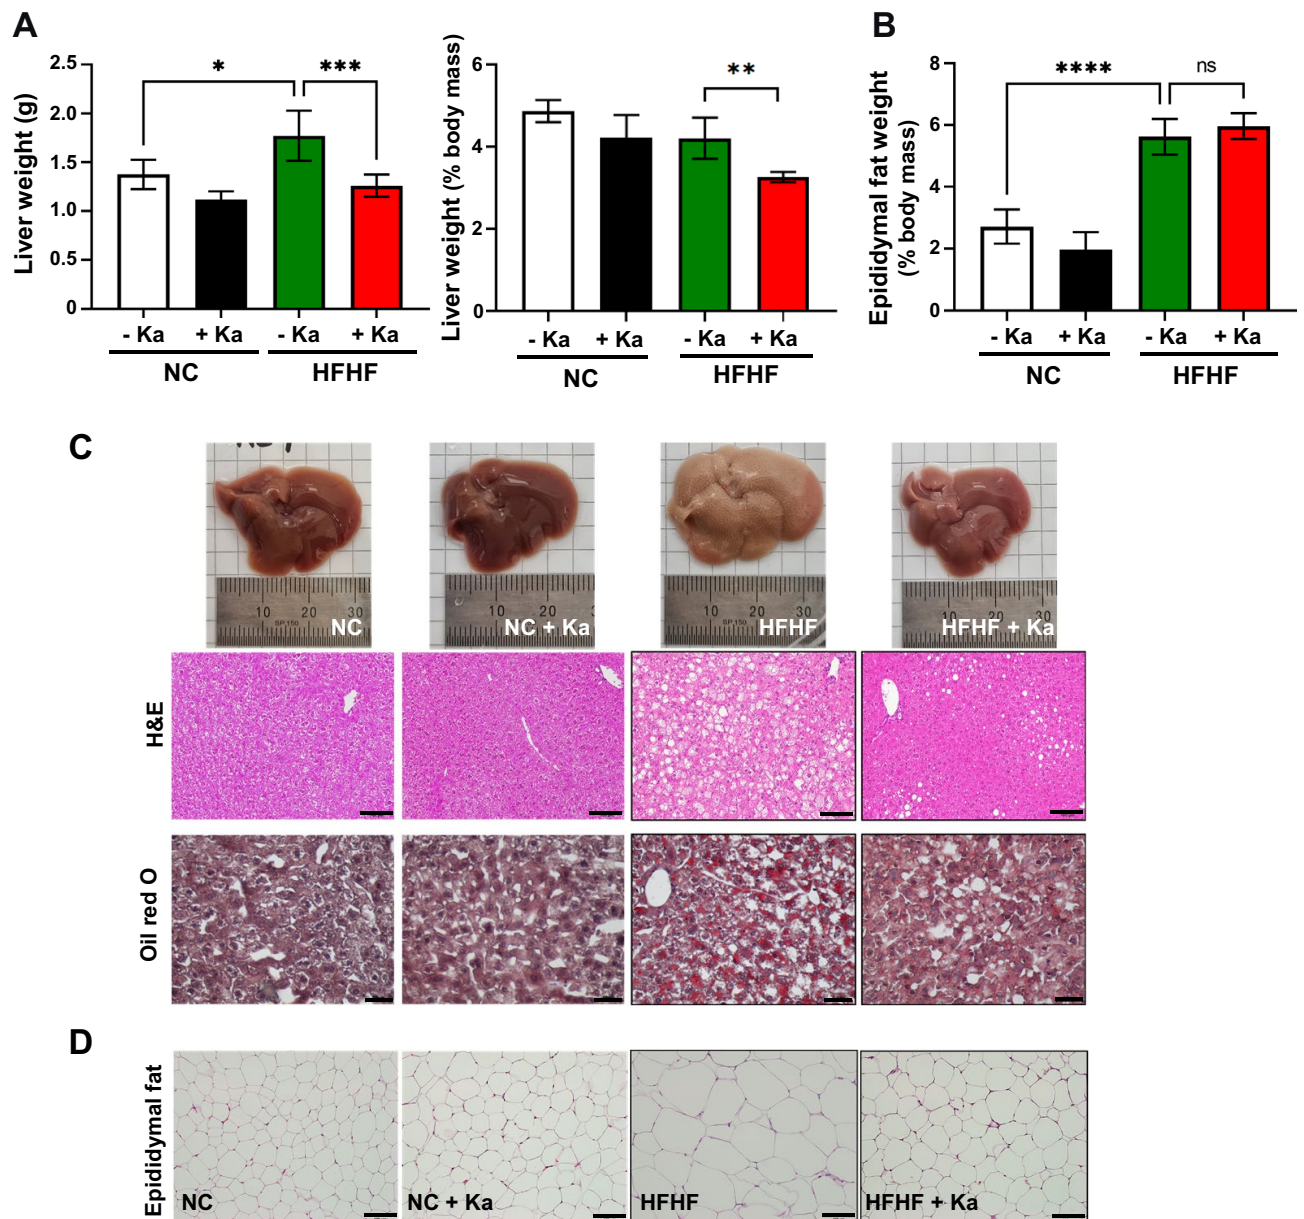 A
B
Liver weight (g)
2.5
2.0
1.5
1.0
0.5
0
*
***
- Ka
+ Ka
- Ka
+ Ka
NC
HFHF
Liver weight (% body mass)
6
4
2
0
**
- Ka
+ Ka
- Ka
+ Ka
NC
HFHF
Epididymal fat weight
(% body mass)
8
6
4
2
0
****
ns
- Ka
+ Ka
- Ka
+ Ka
NC
HFHF
C
10 20 30
SP 150
NC
10 20
NC + Ka
10 20 30
SP 150
HFHF
10 20 30
HFHF + Ka
H&E
Oil red O
D
Epididymal fat
NC
NC + Ka
HFHF
HFHF + Ka